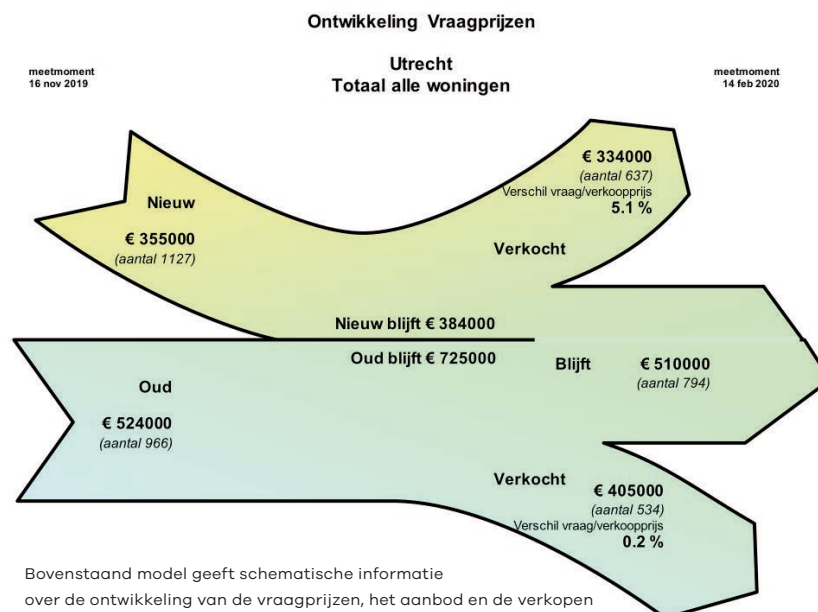 Ontwikkeling Vraagprijzen
meetmoment
16 nov 2019
Utrecht
Totaal alle woningen
meetmoment
14 feb 2020
Nieuw
€ 355000
(aantal 1127)
€ 334000
(aantal 637)
Verschil vraag/verkoopprijs
5.1 %
Verkocht
Nieuw blijft € 384000
Oud blijft € 725000
Blijft
€ 510000
(aantal 794)
Oud
€ 524000
(aantal 966)
Verkocht
€ 405000
(aantal 534)
Verschil vraag/verkoopprijs
0.2 %
Bovenstaand model geeft schematische informatie
over de ontwikkeling van de vraagprijzen, het aanbod en de verkopen